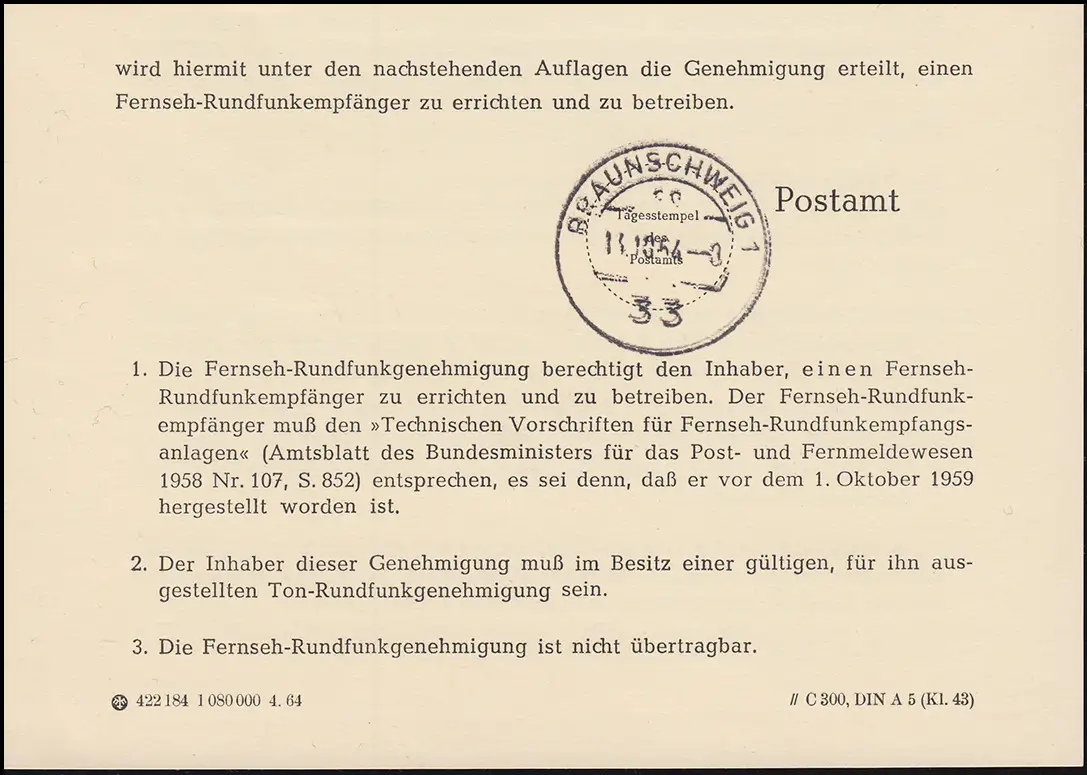 wird hiermit unter den nachstehenden Auflagen die Genehmigung erteilt, einen
Fernseh-Rundfunkempfänger zu errichten und zu betreiben.
BRAUNSCHWEIG 1
Tagesstempel
des
Postamts
33
Postamt
1. Die Fernseh-Rundfunkgenehmigung berechtigt den Inhaber, einen Fernseh-
Rundfunkempfänger zu errichten und zu betreiben. Der Fernseh-Rundfunk-
empfänger muß den »Technischen Vorschriften für Fernseh-Rundfunkempfangs-
anlagen« (Amtsblatt des Bundesministers für das Post- und Fernmeldewesen
1958 Nr. 107, S. 852) entsprechen, es sei denn, daß er vor dem 1. Oktober 1959
hergestellt worden ist.
2. Der Inhaber dieser Genehmigung muß im Besitz einer gültigen, für ihn aus-
gestellten Ton-Rundfunkgenehmigung sein.
3. Die Fernseh-Rundfunkgenehmigung ist nicht übertragbar.
422 184 1 080 000 4. 64
// C 300, DIN A 5 (Kl. 43)